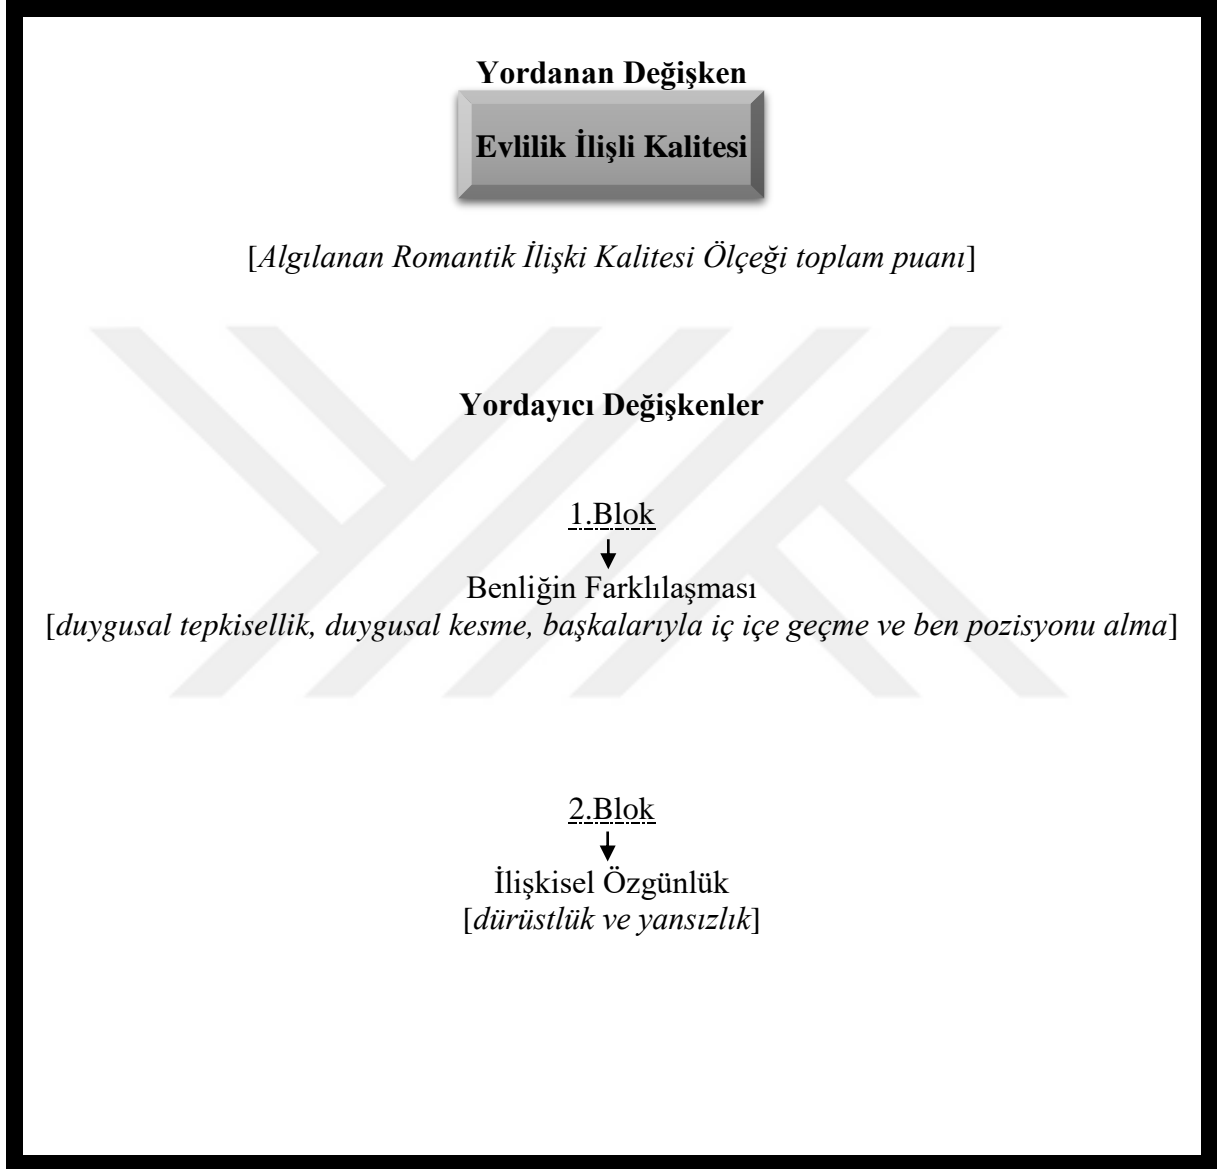 Yordanan Değişken
Evlilik İlişli Kalitesi
[Algılanan Romantik İlişki Kalitesi Ölçeği toplam puanı]
Yordayıcı Değişkenler
1.Blok
Benliğin Farklılaşması
[duygusal tepkisellik, duygusal kesme, başkalarıyla iç içe geçme ve ben pozisyonu alma]
2.Blok
İlişkisel Özgünlük
[dürüstlük ve yansızlık]